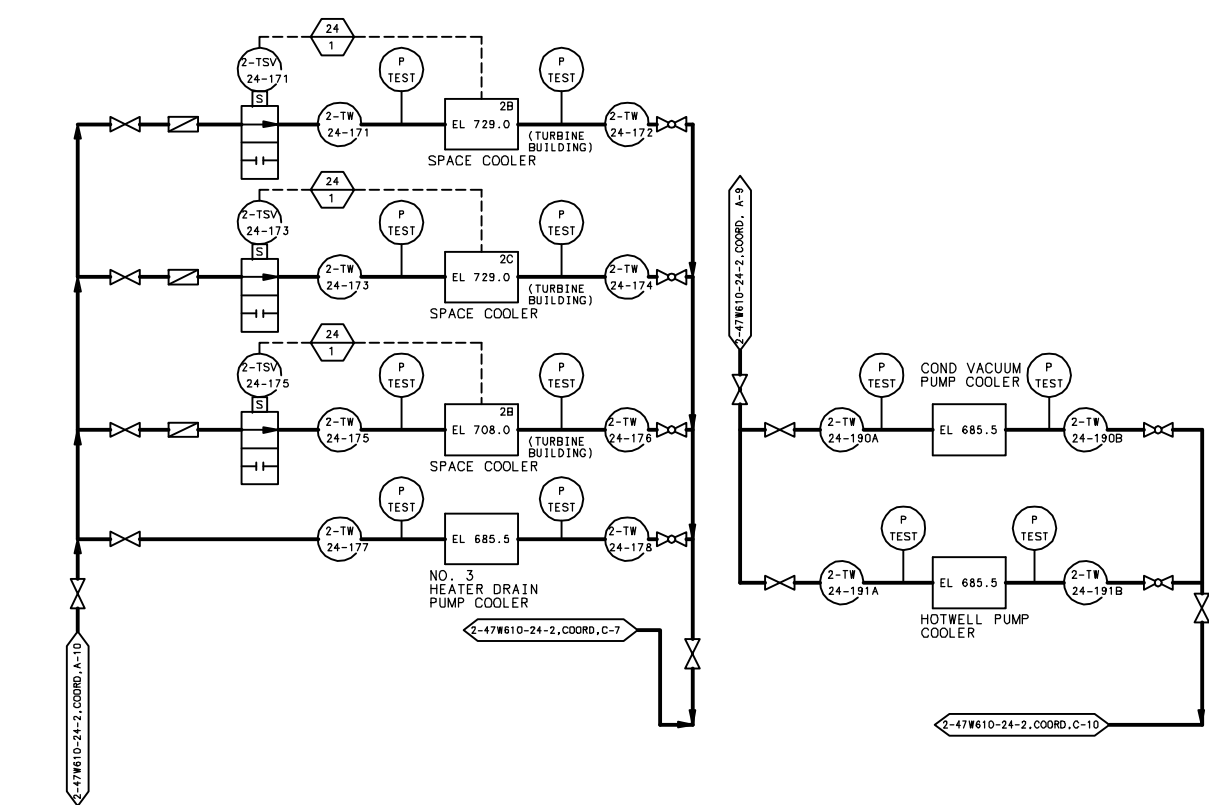 24
1
2-TSV
24-171
S
P
TEST
P
TEST
2-TW
24-171
2B
EL 729.0
(TURBINE
BUILDING)
SPACE COOLER
2-TW
24-172
24
1
2-TSV
24-173
S
P
TEST
P
TEST
2-TW
24-173
2C
EL 729.0
(TURBINE
BUILDING)
SPACE COOLER
2-TW
24-174
24
1
2-TSV
24-175
S
P
TEST
P
TEST
2-TW
24-175
2B
EL 708.0
(TURBINE
BUILDING)
SPACE COOLER
2-TW
24-176
P
TEST
P
TEST
2-TW
24-177
EL 685.5
2-TW
24-178
NO. 3
HEATER DRAIN
PUMP COOLER
2-47W610-24-2,COORD,C-7
2-47W610-24-2,COORD,A-10
2-47W610-24-2,COORD, A-9
P
TEST
COND VACUUM
PUMP COOLER
P
TEST
2-TW
24-190A
EL 685.5
2-TW
24-190B
P
TEST
P
TEST
2-TW
24-191A
EL 685.5
2-TW
24-191B
HOTWELL PUMP
COOLER
2-47W610-24-2,COORD,C-10